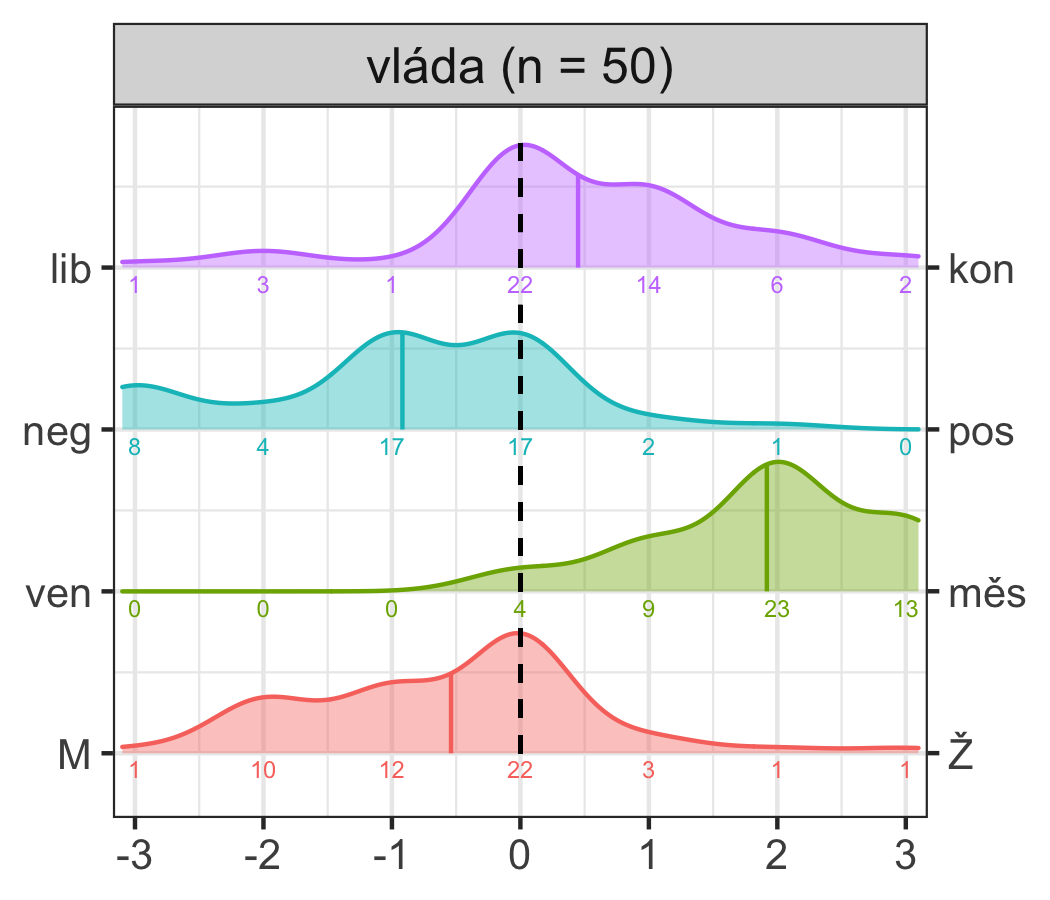 vláda (n = 50)
lib kon
1 3 1 22 14 6 2
neg pos
8 4 17 17 2 1 0
ven měs
0 0 0 4 9 23 13
M Ž
1 10 12 22 3 1 1
-3 -2 -1 0 1 2 3